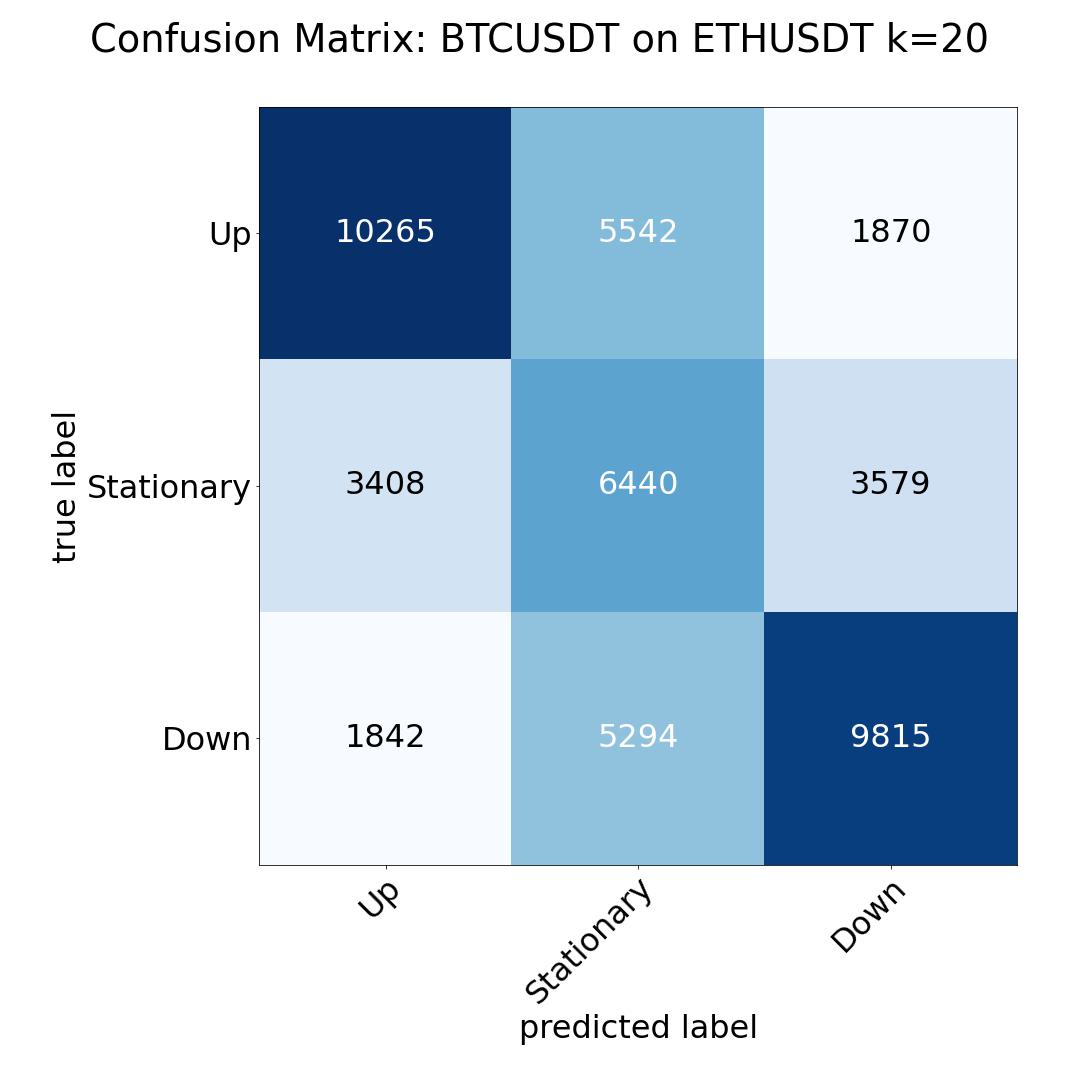 Confusion Matrix: BTCUSDT on ETHUSDT k=20
Up 10265 5542 1870
true label
Stationary 3408 6440 3579
Down 1842 5294 9815
Up Stationary Down
predicted label